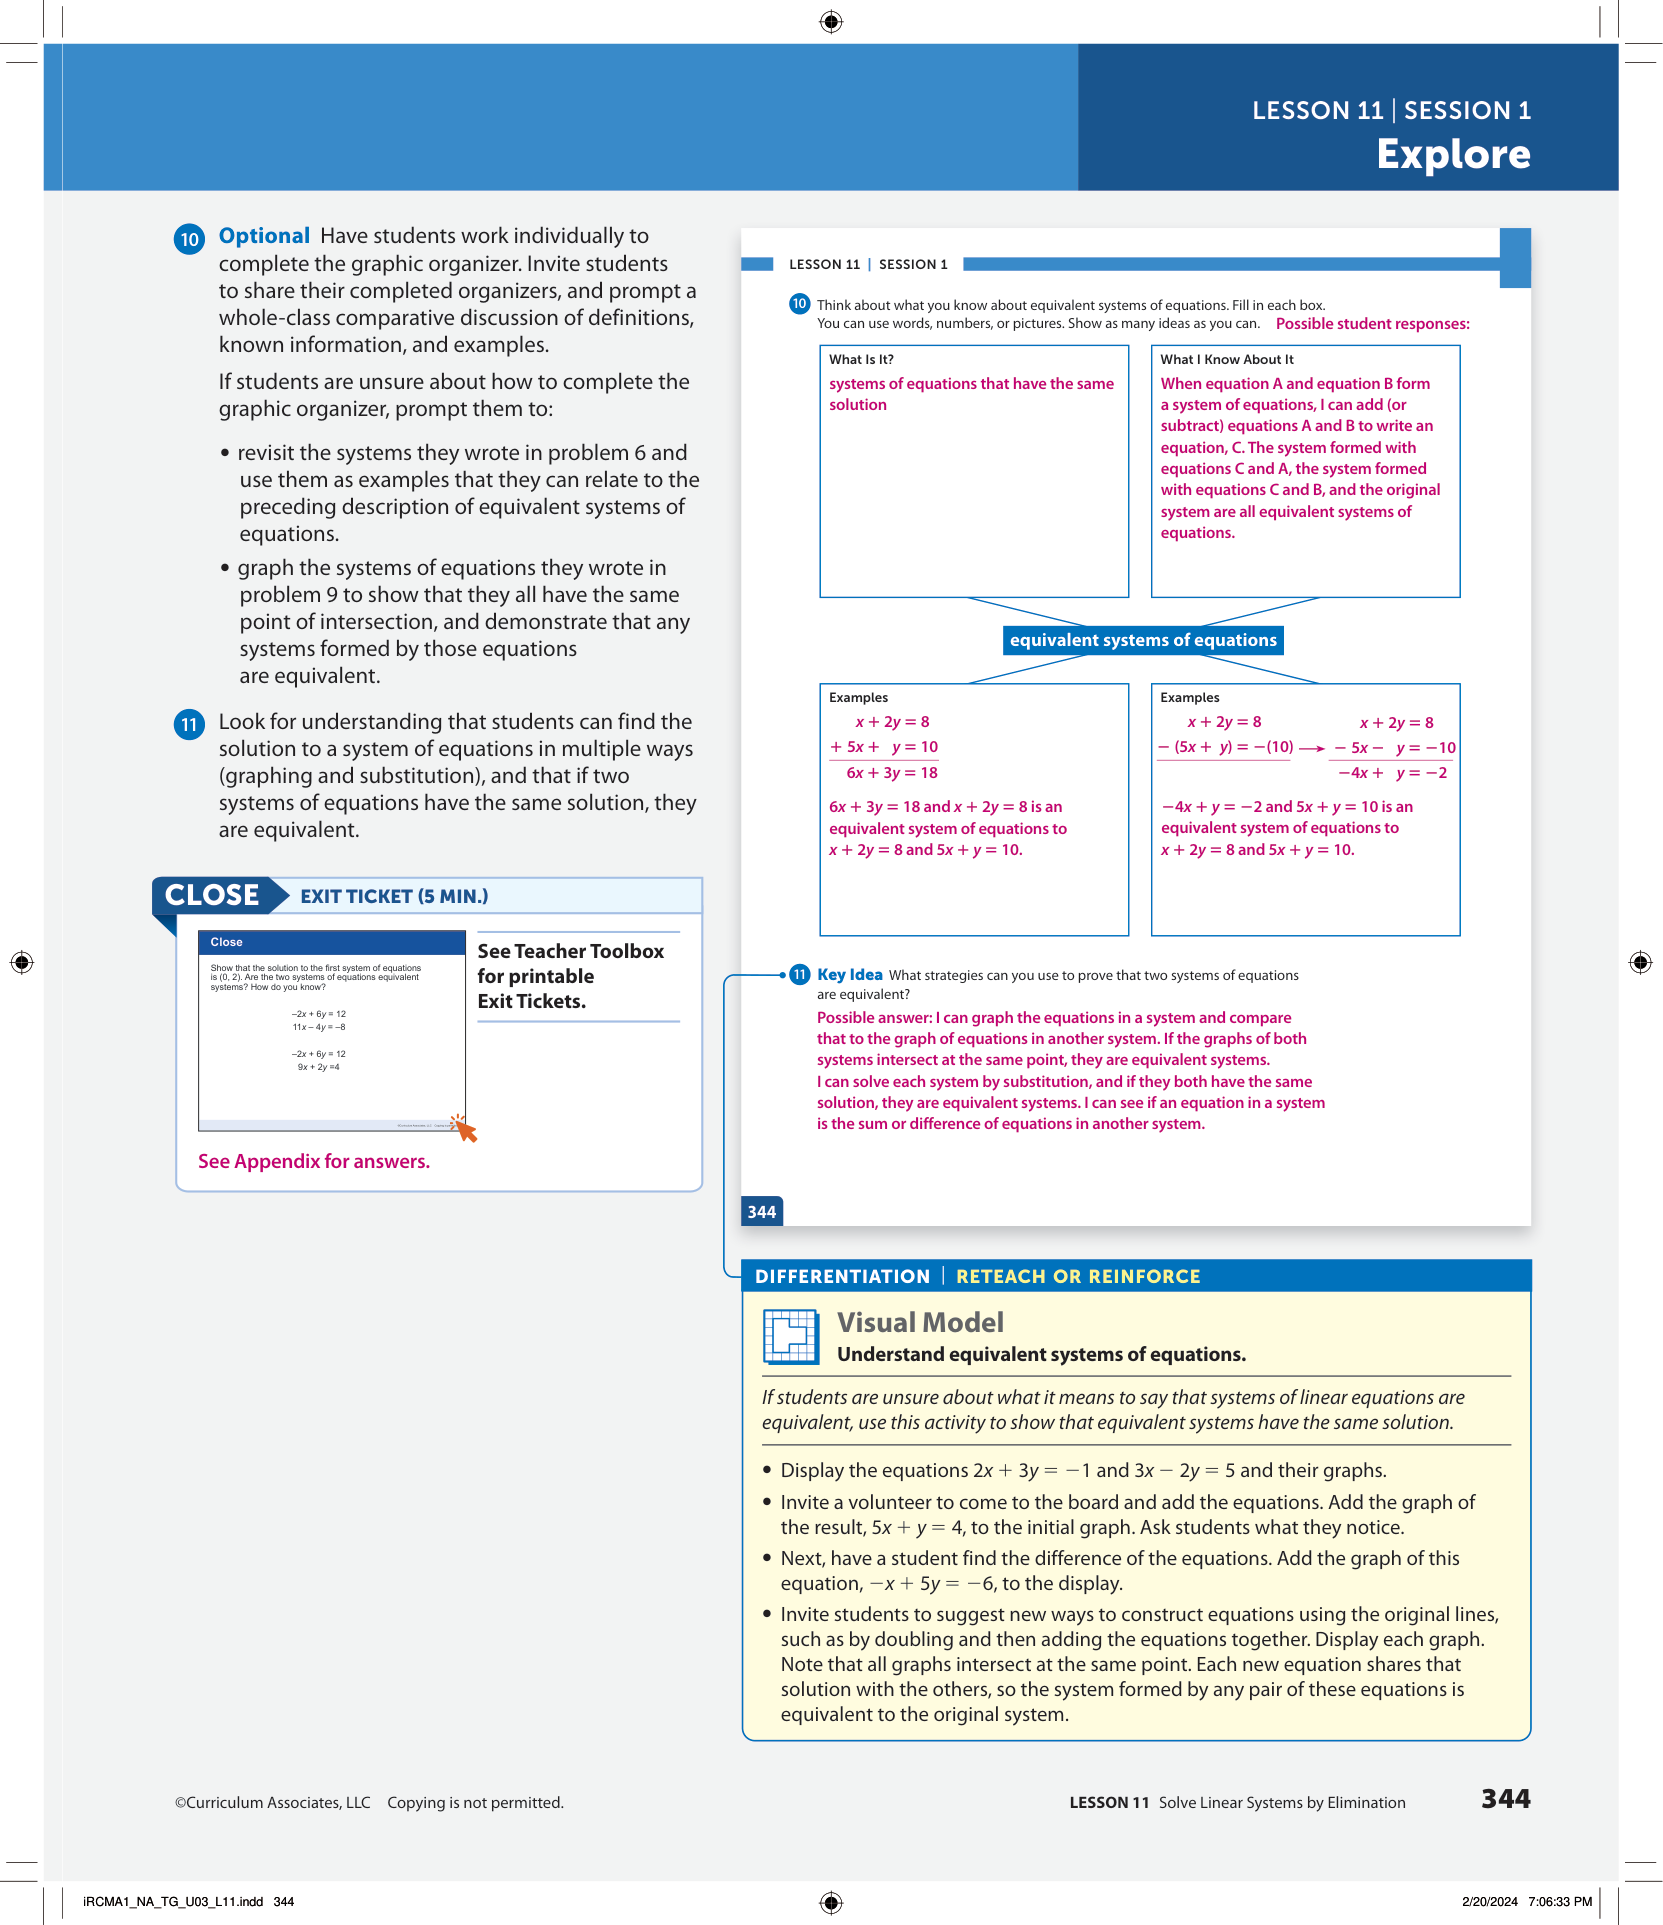 LESSON 11 | SESSION 1
Explore
10 Optional Have students work individually to
complete the graphic organizer. Invite students
to share their completed organizers, and prompt a
whole-class comparative discussion of definitions,
known information, and examples.
If students are unsure about how to complete the
graphic organizer, prompt them to:
• revisit the systems they wrote in problem 6 and
use them as examples that they can relate to the
preceding description of equivalent systems of
equations.
• graph the systems of equations they wrote in
problem 9 to show that they all have the same
point of intersection, and demonstrate that any
systems formed by those equations
are equivalent.
11 Look for understanding that students can find the
solution to a system of equations in multiple ways
(graphing and substitution), and that if two
systems of equations have the same solution, they
are equivalent.
CLOSE EXIT TICKET (5 MIN.)
Close
Show that the solution to the first system of equations
is (0, 2). Are the two systems of equations equivalent
systems? How do you know?
–2x + 6y = 12
11x – 4y = –8
–2x + 6y = 12
9x + 2y =4
See Teacher Toolbox
for printable
Exit Tickets.
See Appendix for answers.
LESSON 11 | SESSION 1
10 Think about what you know about equivalent systems of equations. Fill in each box.
You can use words, numbers, or pictures. Show as many ideas as you can. Possible student responses:
What Is It?
systems of equations that have the same
solution
What I Know About It
When equation A and equation B form
a system of equations, I can add (or
subtract) equations A and B to write an
equation, C. The system formed with
equations C and A, the system formed
with equations C and B, and the original
system are all equivalent systems of
equations.
equivalent systems of equations
Examples
x + 2y = 8
+ 5x + y = 10
6x + 3y = 18
6x + 3y = 18 and x + 2y = 8 is an
equivalent system of equations to
x + 2y = 8 and 5x + y = 10.
Examples
x + 2y = 8 x + 2y = 8
− (5x + y) = −(10) → − 5x − y = −10
−4x + y = −2
−4x + y = −2 and 5x + y = 10 is an
equivalent system of equations to
x + 2y = 8 and 5x + y = 10.
11 Key Idea What strategies can you use to prove that two systems of equations
are equivalent?
Possible answer: I can graph the equations in a system and compare
that to the graph of equations in another system. If the graphs of both
systems intersect at the same point, they are equivalent systems.
I can solve each system by substitution, and if they both have the same
solution, they are equivalent systems. I can see if an equation in a system
is the sum or difference of equations in another system.
344
DIFFERENTIATION | RETEACH OR REINFORCE
Visual Model
Understand equivalent systems of equations.
If students are unsure about what it means to say that systems of linear equations are
equivalent, use this activity to show that equivalent systems have the same solution.
• Display the equations 2x + 3y = −1 and 3x − 2y = 5 and their graphs.
• Invite a volunteer to come to the board and add the equations. Add the graph of
the result, 5x + y = 4, to the initial graph. Ask students what they notice.
• Next, have a student find the difference of the equations. Add the graph of this
equation, −x + 5y = −6, to the display.
• Invite students to suggest new ways to construct equations using the original lines,
such as by doubling and then adding the equations together. Display each graph.
Note that all graphs intersect at the same point. Each new equation shares that
solution with the others, so the system formed by any pair of these equations is
equivalent to the original system.
©Curriculum Associates, LLC Copying is not permitted.
LESSON 11 Solve Linear Systems by Elimination 344
iRCMA1_NA_TG_U03_L11.indd 344
2/20/2024 7:06:33 PM